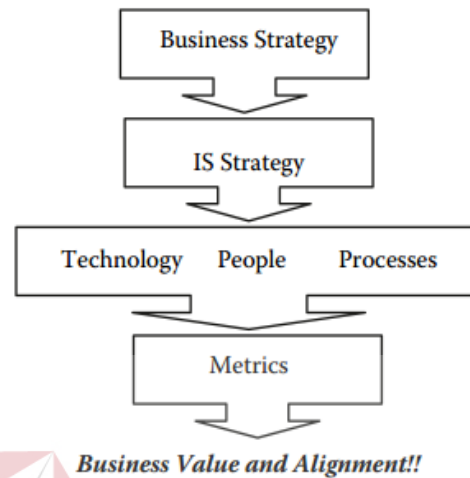 Business Strategy
IS Strategy
Technology People Processes
Metrics
Business Value and Alignment!!